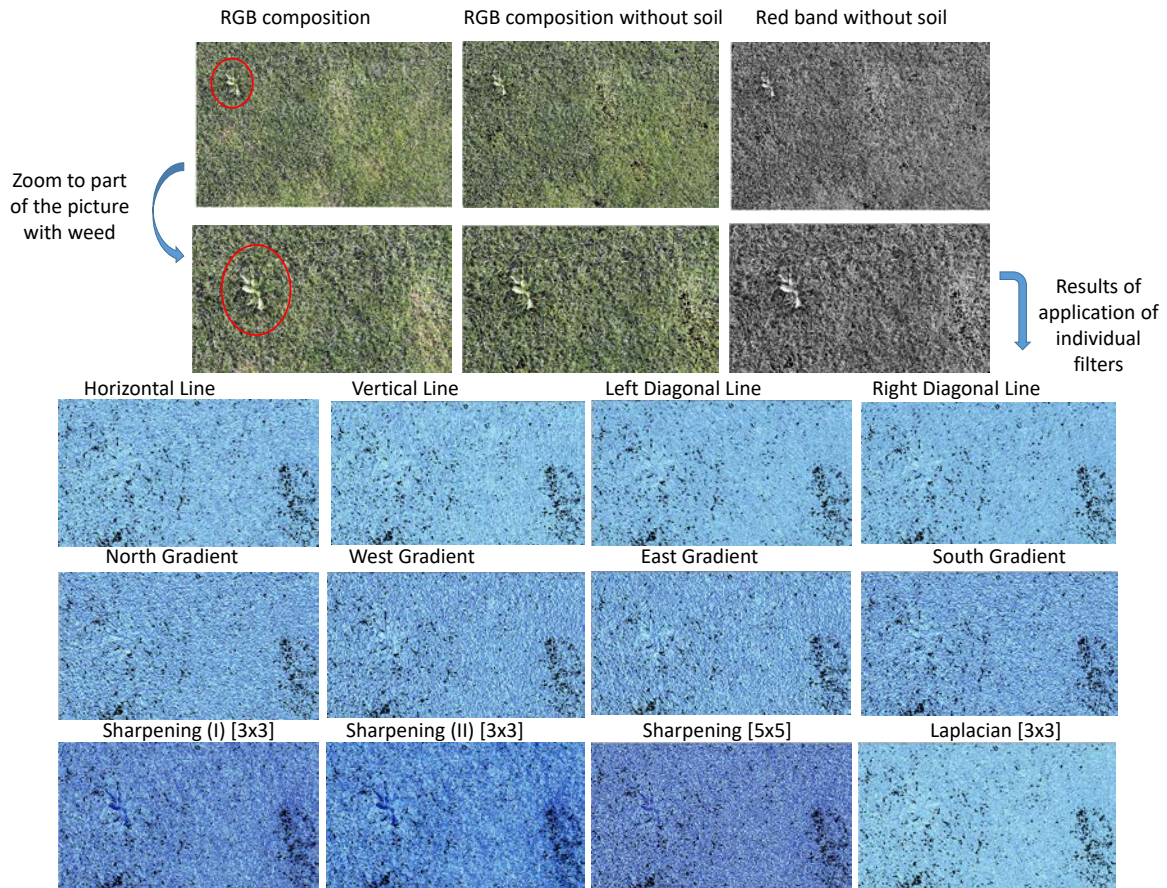 RGB composition
RGB composition without soil
Red band without soil
Zoom to part
of the picture
with weed
Results of
application of
individual
filters
Horizontal Line
Vertical Line
Left Diagonal Line
Right Diagonal Line
North Gradient
West Gradient
East Gradient
South Gradient
Sharpening (I) [3x3]
Sharpening (II) [3x3]
Sharpening [5x5]
Laplacian [3x3]